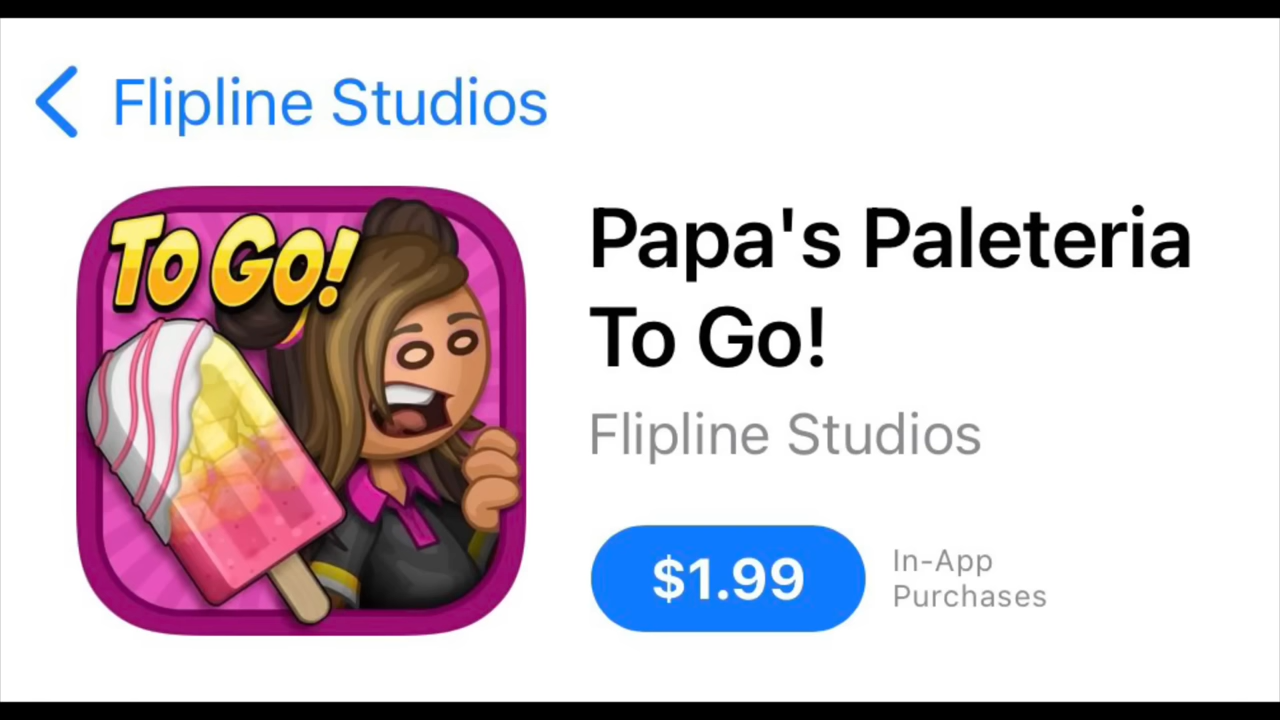 Flipline Studios
TO GO!
Papa's Paleteria
To Go!
Flipline Studios
$1.99
In-App
Purchases